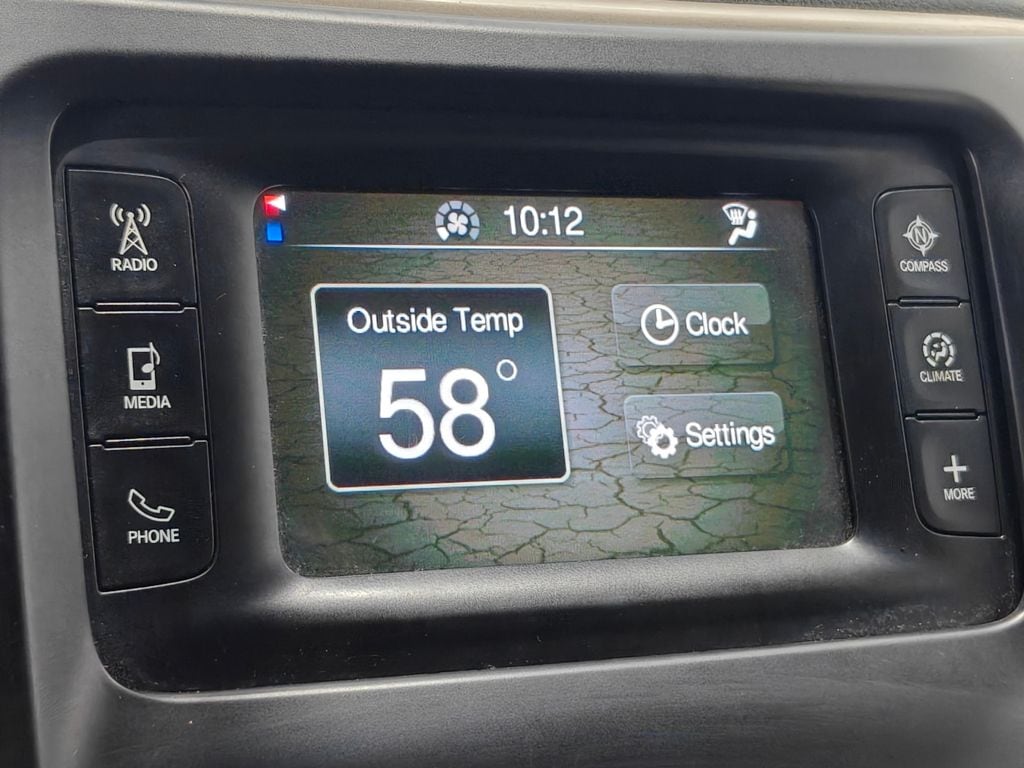 10:12
RADIO
MEDIA
PHONE
Outside Temp
58°
Clock
Settings
N
COMPASS
CLIMATE
MORE